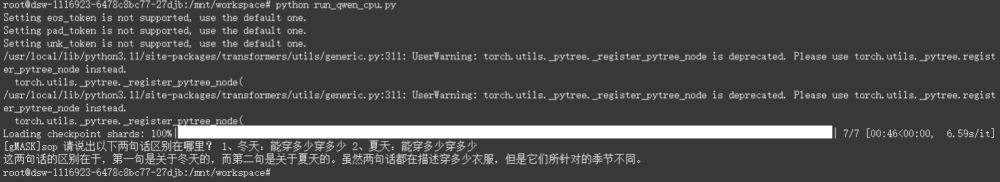 root@dsw-1116923-6478c8bc77-27djb:/mnt/workspace# python run_qwen_cpu.py
Setting eos_token is not supported, use the default one.
Setting pad_token is not supported, use the default one.
Setting unk_token is not supported, use the default one.
/usr/local/lib/python3.11/site-packages/transformers/utils/generic.py:311: UserWarning: torch.utils._pytree._register_pytree_node is deprecated. Please use torch.utils._pytree.regist
er_pytree_node instead.
  torch.utils._pytree._register_pytree_node(
/usr/local/lib/python3.11/site-packages/transformers/utils/generic.py:311: UserWarning: torch.utils._pytree._register_pytree_node is deprecated. Please use torch.utils._pytree.regist
er_pytree_node instead.
  torch.utils._pytree._register_pytree_node(
Loading checkpoint shards: 100%| | 7/7 [00:46<00:00,  6.59s/it]
[gMASK]sop 请说出以下两句话区别在哪里? 1、冬天：能穿多少穿多少 2、夏天：能穿多少穿多少
这两句话的区别在于，第一句是关于冬天的，而第二句是关于夏天的。虽然两句话都在描述穿多少衣服，但是它们所针对的季节不同。
root@dsw-1116923-6478c8bc77-27djb:/mnt/workspace#